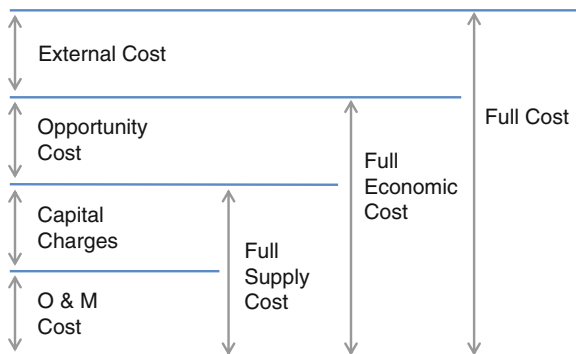 External Cost
Opportunity
Cost
Capital
Charges
O & M
Cost
Full
Supply
Cost
Full
Economic
Cost
Full Cost